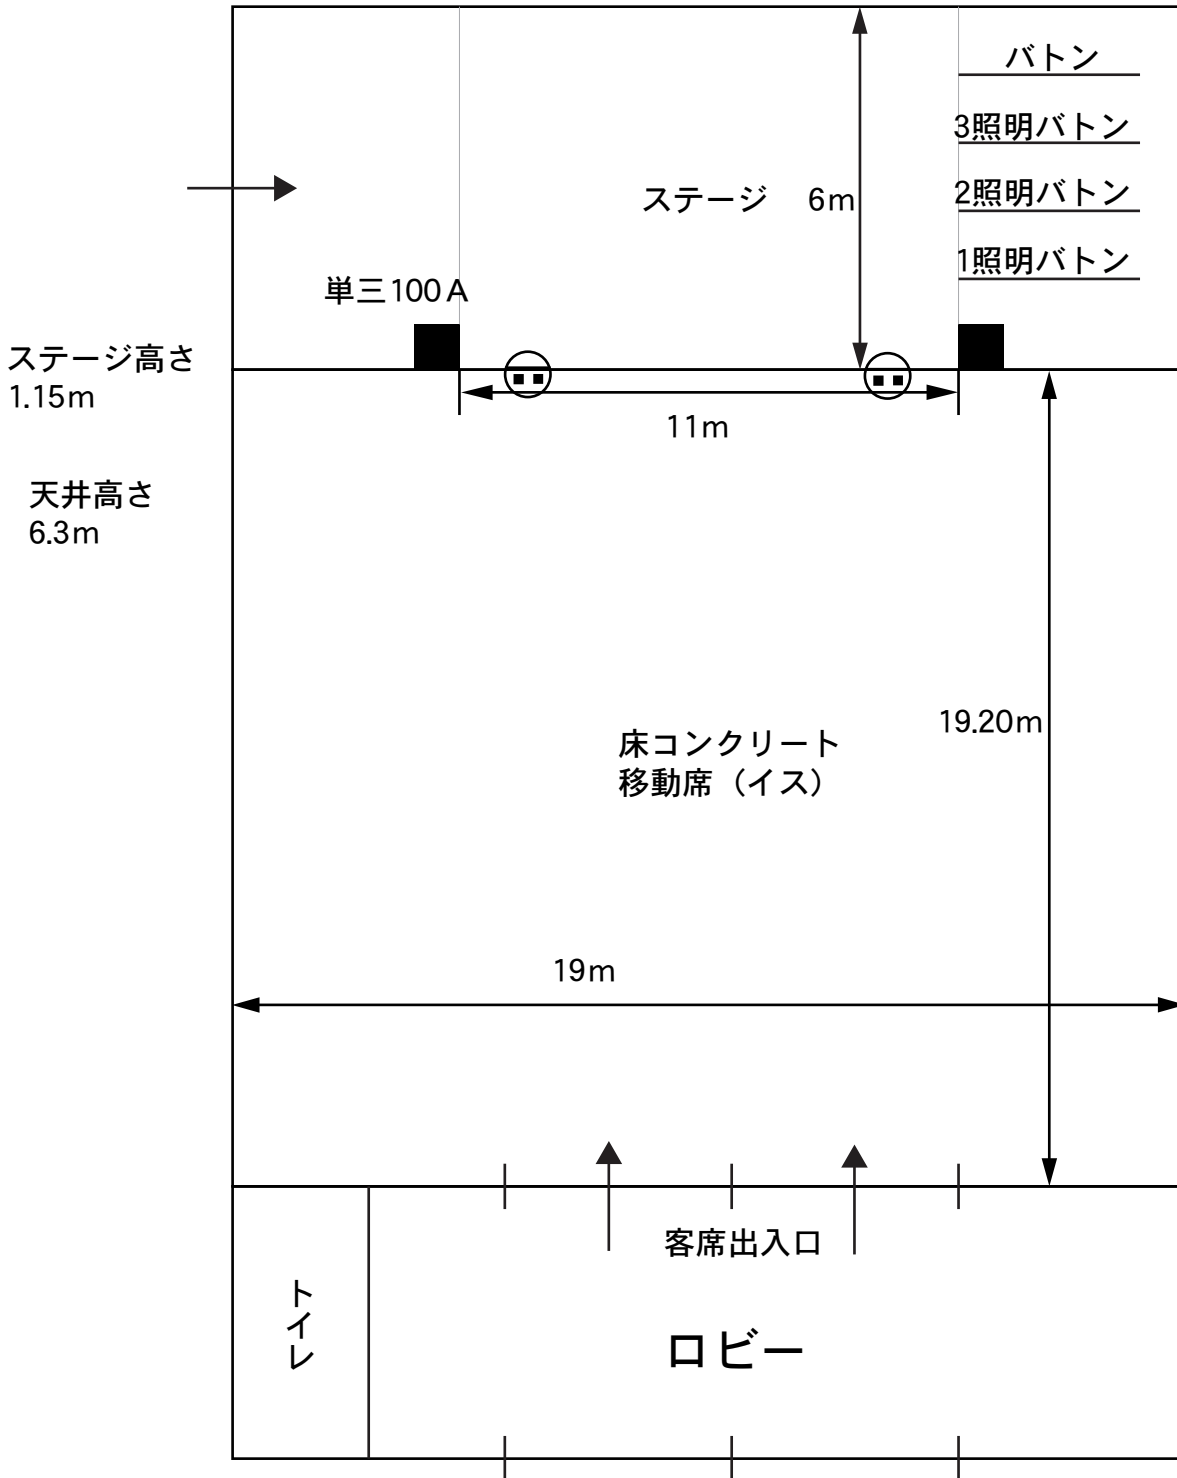 バトン
3照明バトン
2照明バトン
ステージ 6m
1照明バトン
単三100A
ステージ高さ
1.15m
11m
天井高さ
6.3m
19.20m
床コンクリート
移動席（イス）
19m
客席出入口
トイレ
ロビー